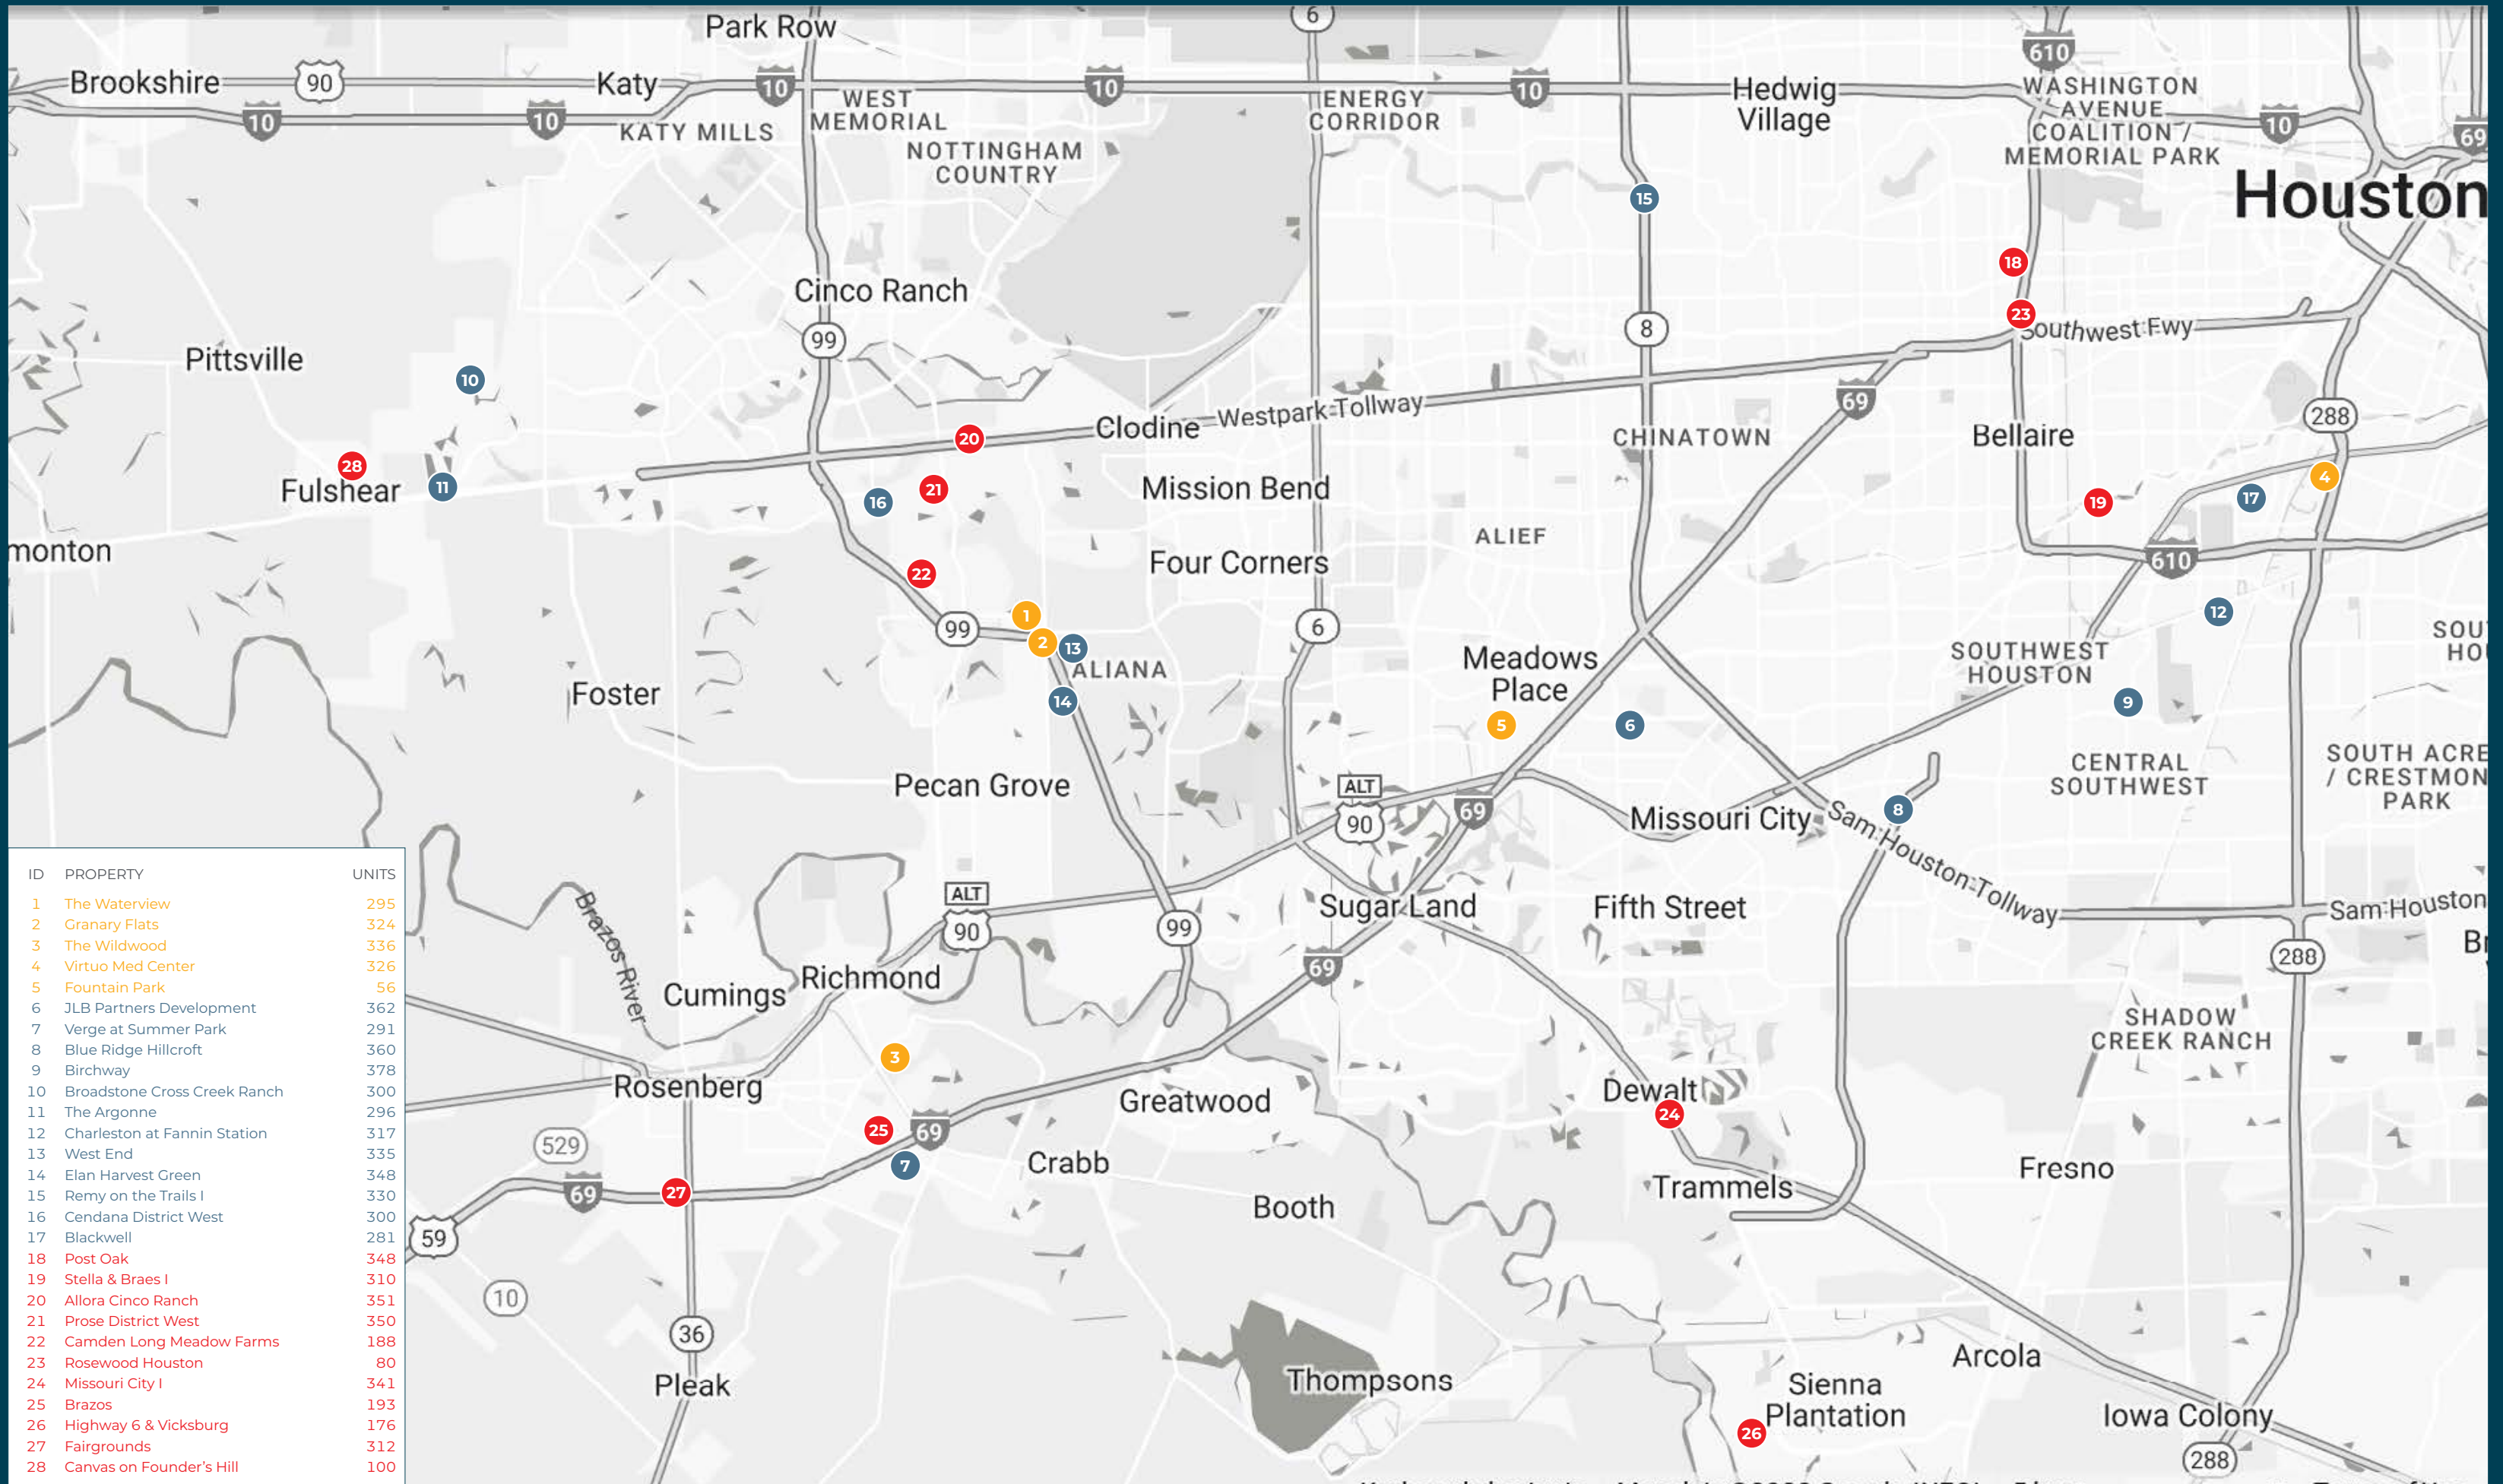 Park Row
6
610
Brookshire
90
Katy
10
10
10
Hedwig
Village
WASHINGTON
AVENUE
COALITION /
MEMORIAL PARK
10
10
10
69
WEST
MEMORIAL
ENERGY
CORRIDOR
KATY MILLS
NOTTINGHAM
COUNTRY
Houston
15
18
Cinco Ranch
23
Southwest Fwy
99
8
Pittsville
10
69
288
Westpark Tollway
Clodine
20
CHINATOWN
Bellaire
28
Fulshear
11
16
21
Mission Bend
19
17
4
monton
ALIEF
Four Corners
610
22
1
99
2
13
6
12
ALIANA
Meadows
Place
SOUTHWEST
HOUSTON
SOU
HO
Foster
14
5
6
9
Pecan Grove
ALT
90
69
CENTRAL
SOUTHWEST
SOUTH ACRE
/ CRESTMON
PARK
Missouri City
8
Sam Houston Tollway
ALT
90
99
Sugar Land
Fifth Street
Sam Houston
Brazos River
Richmond
Cumings
69
288
Br
SHADOW
CREEK RANCH
3
Rosenberg
Greatwood
Dewalt
24
25
69
529
7
Crabb
Fresno
69
27
Trammels
Booth
59
10
36
Pleak
Thompsons
Arcola
Sienna
Plantation
26
Iowa Colony
288
ID PROPERTY UNITS
1 The Waterview 295
2 Granary Flats 324
3 The Wildwood 336
4 Virtuo Med Center 326
5 Fountain Park 56
6 JLB Partners Development 362
7 Verge at Summer Park 291
8 Blue Ridge Hillcroft 360
9 Birchway 378
10 Broadstone Cross Creek Ranch 300
11 The Argonne 296
12 Charleston at Fannin Station 317
13 West End 335
14 Elan Harvest Green 348
15 Remy on the Trails I 330
16 Cendana District West 300
17 Blackwell 281
18 Post Oak 348
19 Stella & Braes I 310
20 Allora Cinco Ranch 351
21 Prose District West 350
22 Camden Long Meadow Farms 188
23 Rosewood Houston 80
24 Missouri City I 341
25 Brazos 193
26 Highway 6 & Vicksburg 176
27 Fairgrounds 312
28 Canvas on Founder's Hill 100